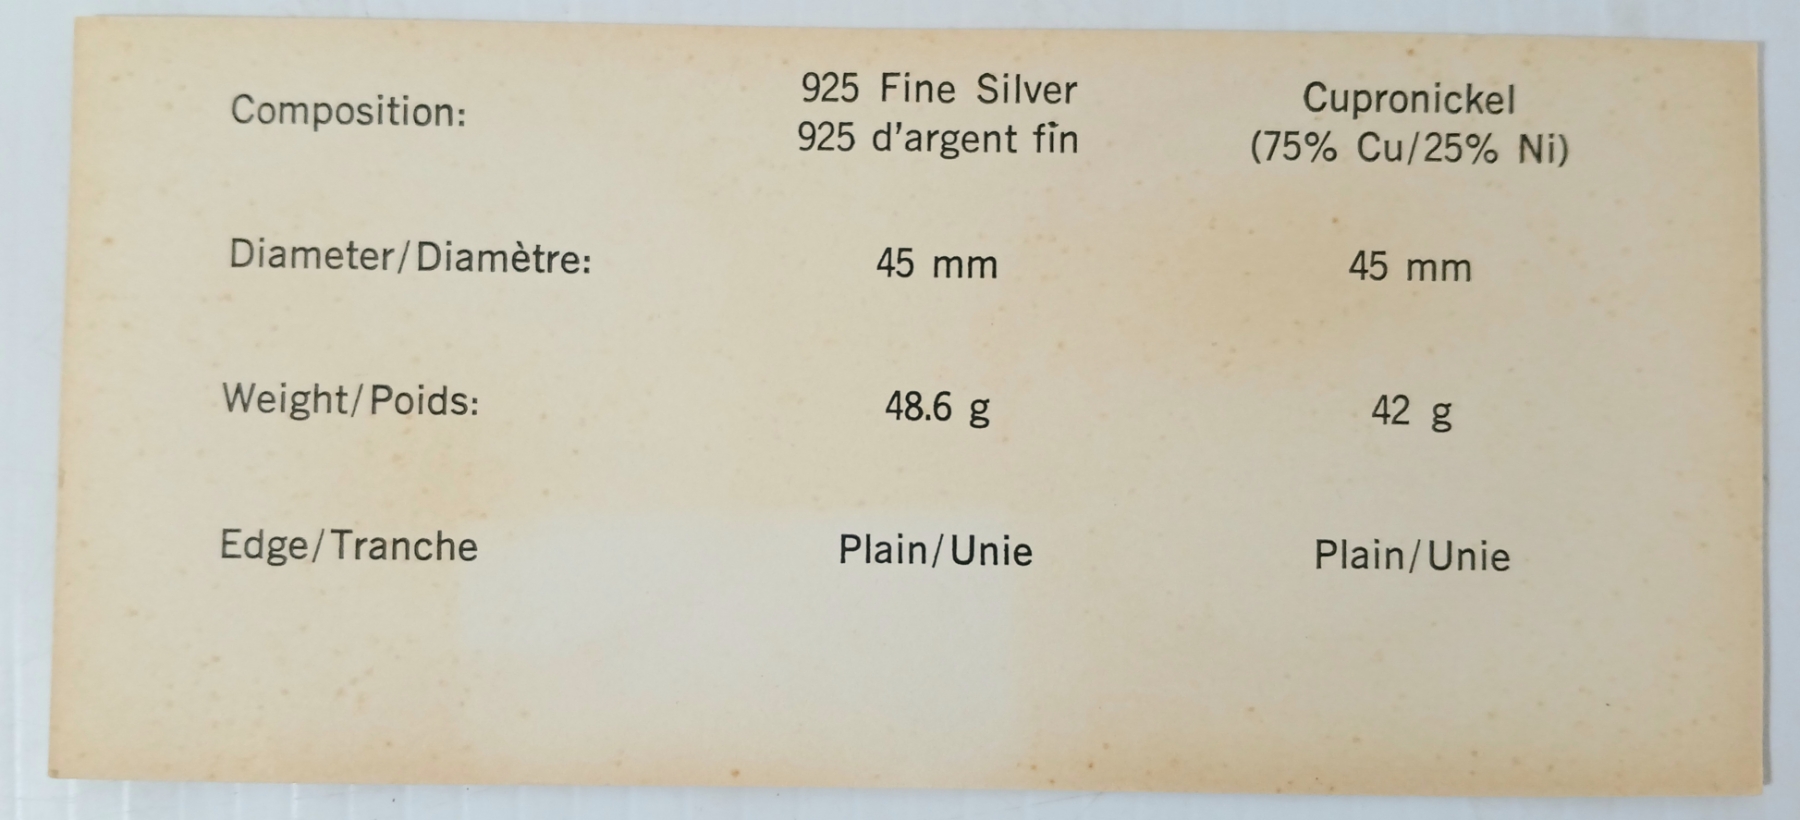 Composition: 925 Fine Silver Cupronickel
925 d'argent fin (75% Cu/25% Ni)
Diameter/Diamètre: 45 mm 45 mm
Weight/Poids: 48.6 g 42 g
Edge/Tranche Plain/Unie Plain/Unie